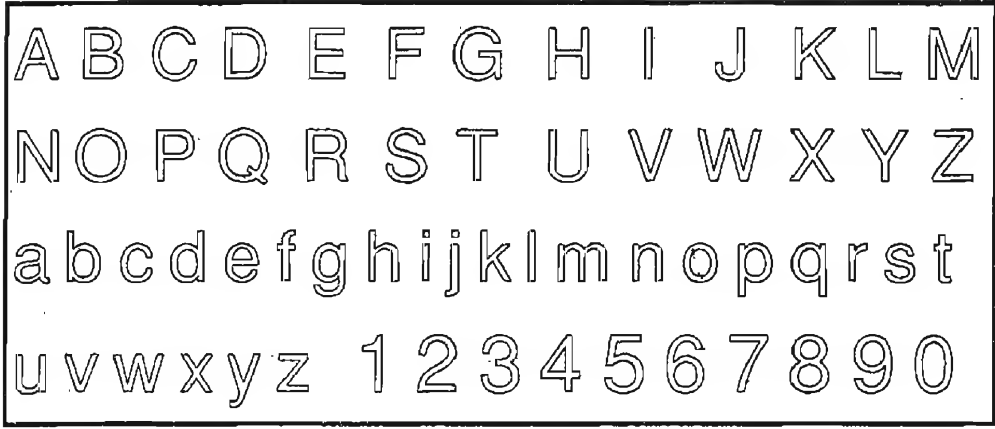 A B C D E F G H I J K L M
N O P Q R S T U V W X Y Z
a b c d e f g h i j k l m n o p q r s t
u v w x y z 1 2 3 4 5 6 7 8 9 0